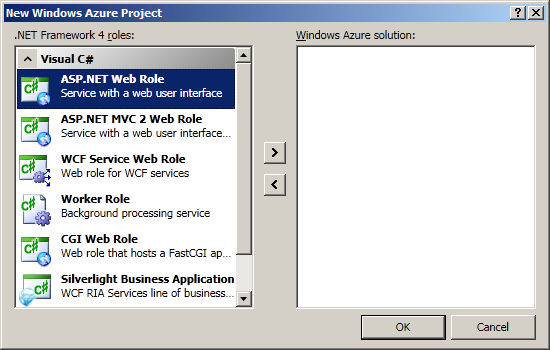 New Windows Azure Project
.NET Framework 4 roles:
Windows Azure solution:
Visual C#
ASP.NET Web Role
Service with a web user interface
ASP.NET MVC 2 Web Role
Service with a web user interface...
WCF Service Web Role
Web role for WCF services
Worker Role
Background processing service
CGI Web Role
Web role that hosts a FastCGI ap...
Silverlight Business Application
WCF RIA Services line of business...
OK
Cancel